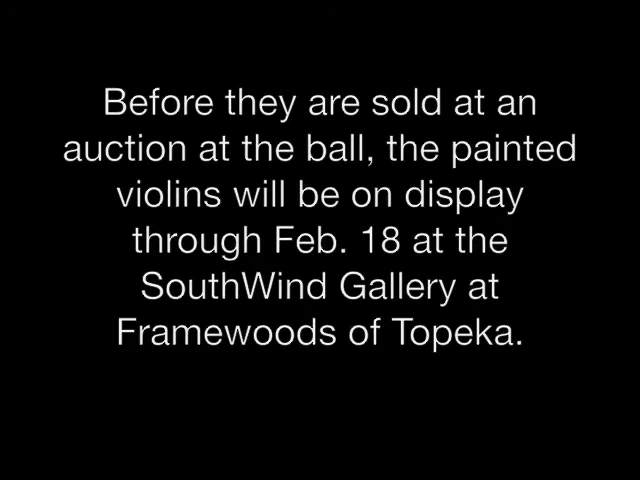 Before they are sold at an
auction at the ball, the painted
violins will be on display
through Feb. 18 at the
SouthWind Gallery at
Framewoods of Topeka.